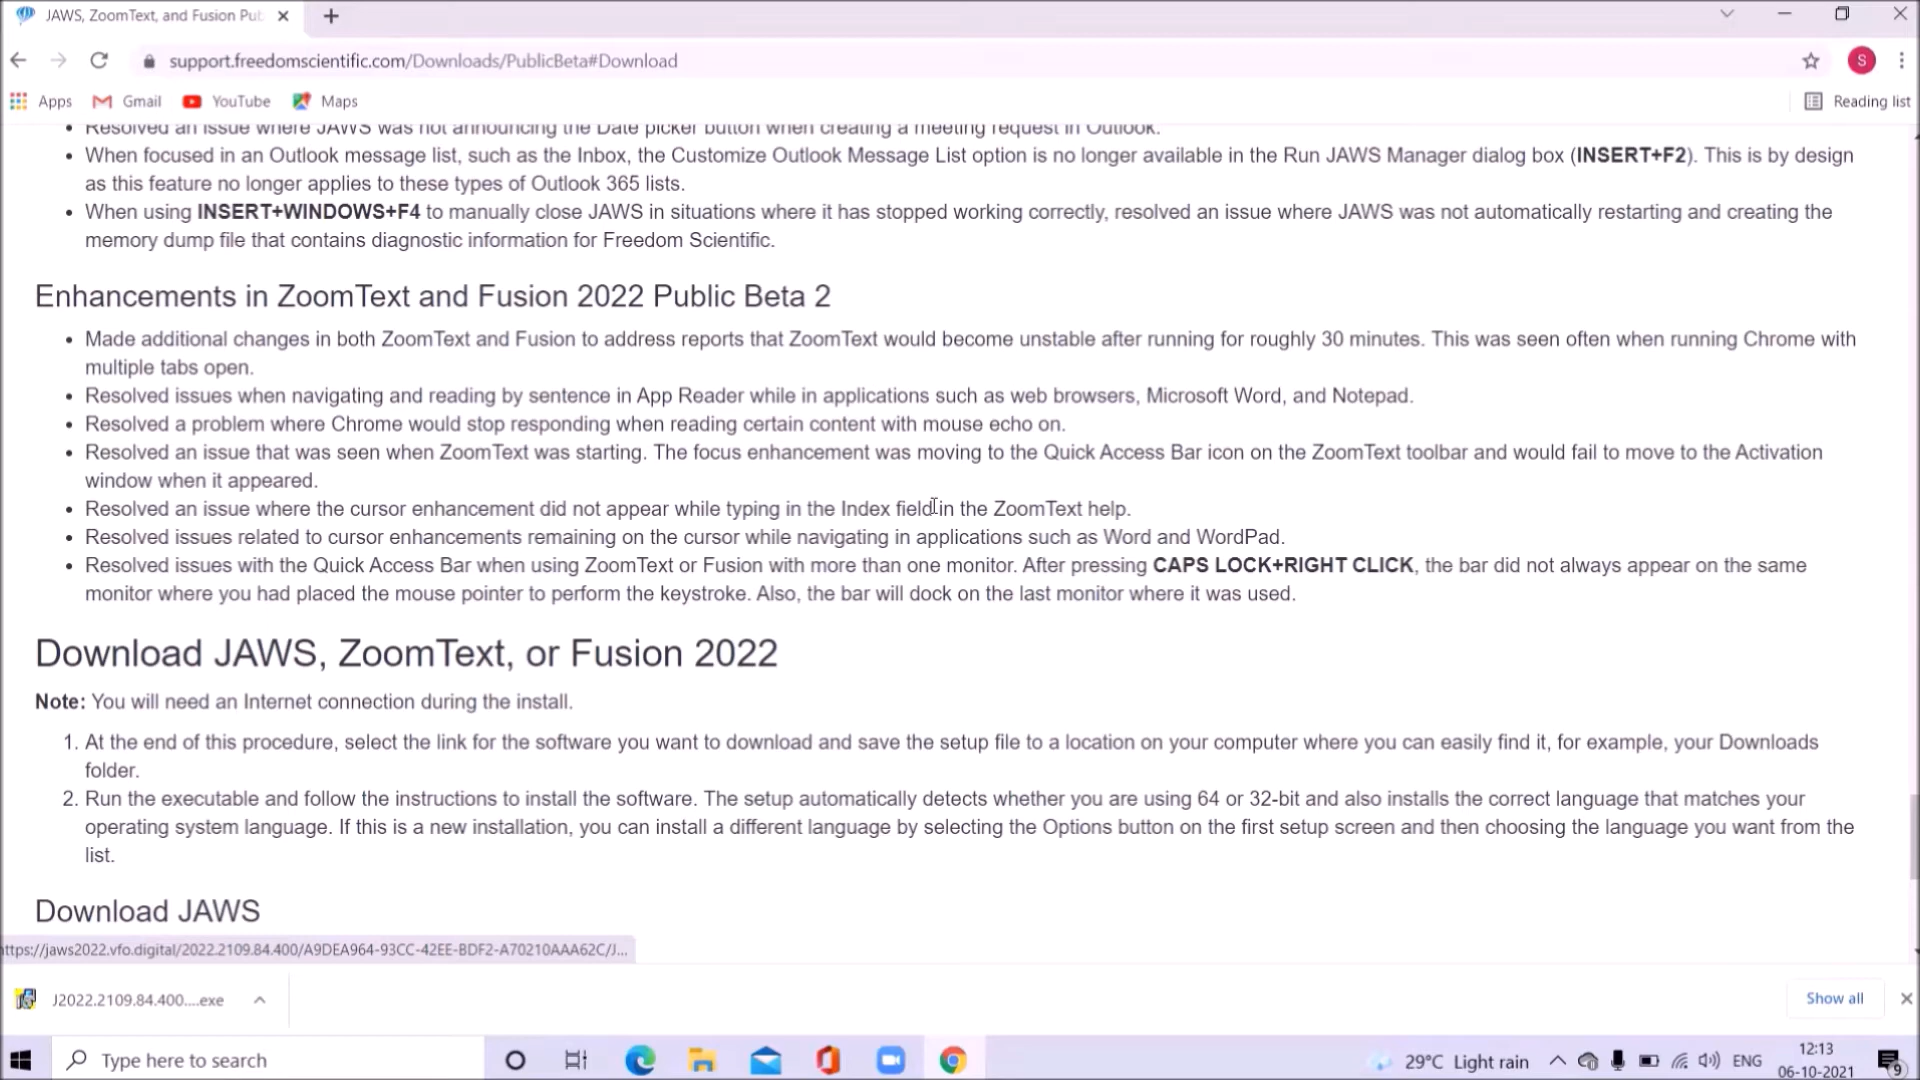 JAWS, ZoomText, and Fusion Pub
support.freedomscientific.com/Downloads/PublicBeta#Download
S
Apps Gmail YouTube Maps Reading list
• Resolved an issue where JAWS was not announcing the Date picker button when creating a meeting request in Outlook.
• When focused in an Outlook message list, such as the Inbox, the Customize Outlook Message List option is no longer available in the Run JAWS Manager dialog box (INSERT+F2). This is by design
as this feature no longer applies to these types of Outlook 365 lists.
• When using INSERT+WINDOWS+F4 to manually close JAWS in situations where it has stopped working correctly, resolved an issue where JAWS was not automatically restarting and creating the
memory dump file that contains diagnostic information for Freedom Scientific.
Enhancements in ZoomText and Fusion 2022 Public Beta 2
• Made additional changes in both ZoomText and Fusion to address reports that ZoomText would become unstable after running for roughly 30 minutes. This was seen often when running Chrome with
multiple tabs open.
• Resolved issues when navigating and reading by sentence in App Reader while in applications such as web browsers, Microsoft Word, and Notepad.
• Resolved a problem where Chrome would stop responding when reading certain content with mouse echo on.
• Resolved an issue that was seen when ZoomText was starting. The focus enhancement was moving to the Quick Access Bar icon on the ZoomText toolbar and would fail to move to the Activation
window when it appeared.
• Resolved an issue where the cursor enhancement did not appear while typing in the Index field in the ZoomText help.
• Resolved issues related to cursor enhancements remaining on the cursor while navigating in applications such as Word and WordPad.
• Resolved issues with the Quick Access Bar when using ZoomText or Fusion with more than one monitor. After pressing CAPS LOCK+RIGHT CLICK, the bar did not always appear on the same
monitor where you had placed the mouse pointer to perform the keystroke. Also, the bar will dock on the last monitor where it was used.
Download JAWS, ZoomText, or Fusion 2022
Note: You will need an Internet connection during the install.
1. At the end of this procedure, select the link for the software you want to download and save the setup file to a location on your computer where you can easily find it, for example, your Downloads
folder.
2. Run the executable and follow the instructions to install the software. The setup automatically detects whether you are using 64 or 32-bit and also installs the correct language that matches your
operating system language. If this is a new installation, you can install a different language by selecting the Options button on the first setup screen and then choosing the language you want from the
list.
Download JAWS
ttps://jaws2022.vfo.digital/2022.2109.84.400/A9DEA964-93CC-42EE-BDF2-A70210AAA62C/J...
J2022.2109.84.400....exe Show all
Type here to search 29°C Light rain ENG 12:13
06-10-2021 9